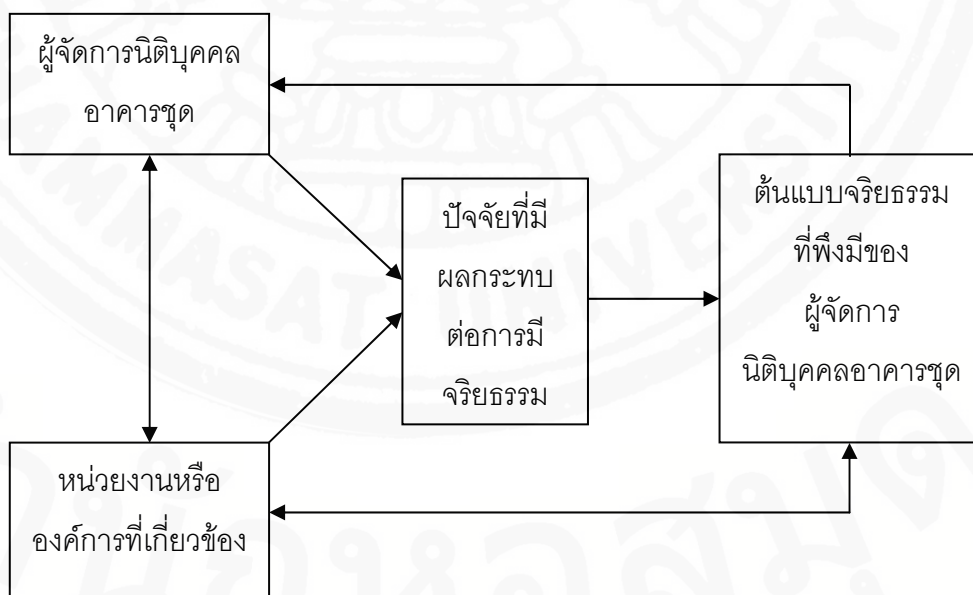 ผู้จัดการนิติบุคคล
อาคารชุด
ปัจจัยที่มี
ผลกระทบ
ต่อการมี
จริยธรรม
ต้นแบบจริยธรรม
ที่พึงมีของ
ผู้จัดการ
นิติบุคคลอาคารชุด
หน่วยงานหรือ
องค์การที่เกี่ยวข้อง